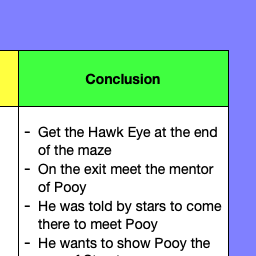 Conclusion
- Get the Hawk Eye at the end
of the maze
- On the exit meet the mentor
of Pooy
- He was told by stars to come
there to meet Pooy
- He wants to show Pooy the